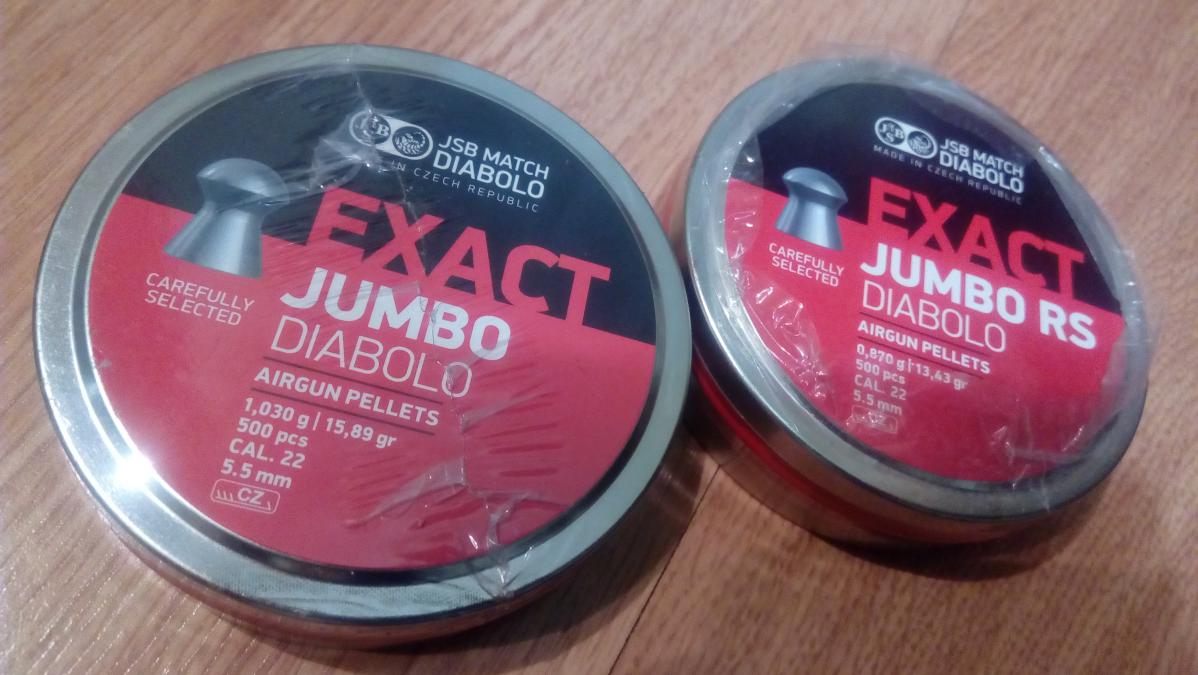 JSB
JSB MATCH
DIABOLO
IN CZECH REPUBLIC
EXACT
JUMBO
DIABOLO
CAREFULLY
SELECTED
AIRGUN PELLETS
1,030 g | 15,89 gr
500 pcs
CAL. 22
5.5 mm
CZ
JSB
JSB MATCH
DIABOLO
MADE IN CZECH REPUBLIC
EXACT
JUMBO RS
DIABOLO
CAREFULLY
SELECTED
AIRGUN PELLETS
0,870 g | 13,43 gr
500 pcs
CAL. 22
5.5 mm